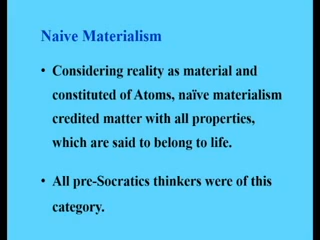 Naive Materialism
• Considering reality as material and
constituted of Atoms, naïve materialism
credited matter with all properties,
which are said to belong to life.
• All pre-Socratics thinkers were of this
category.